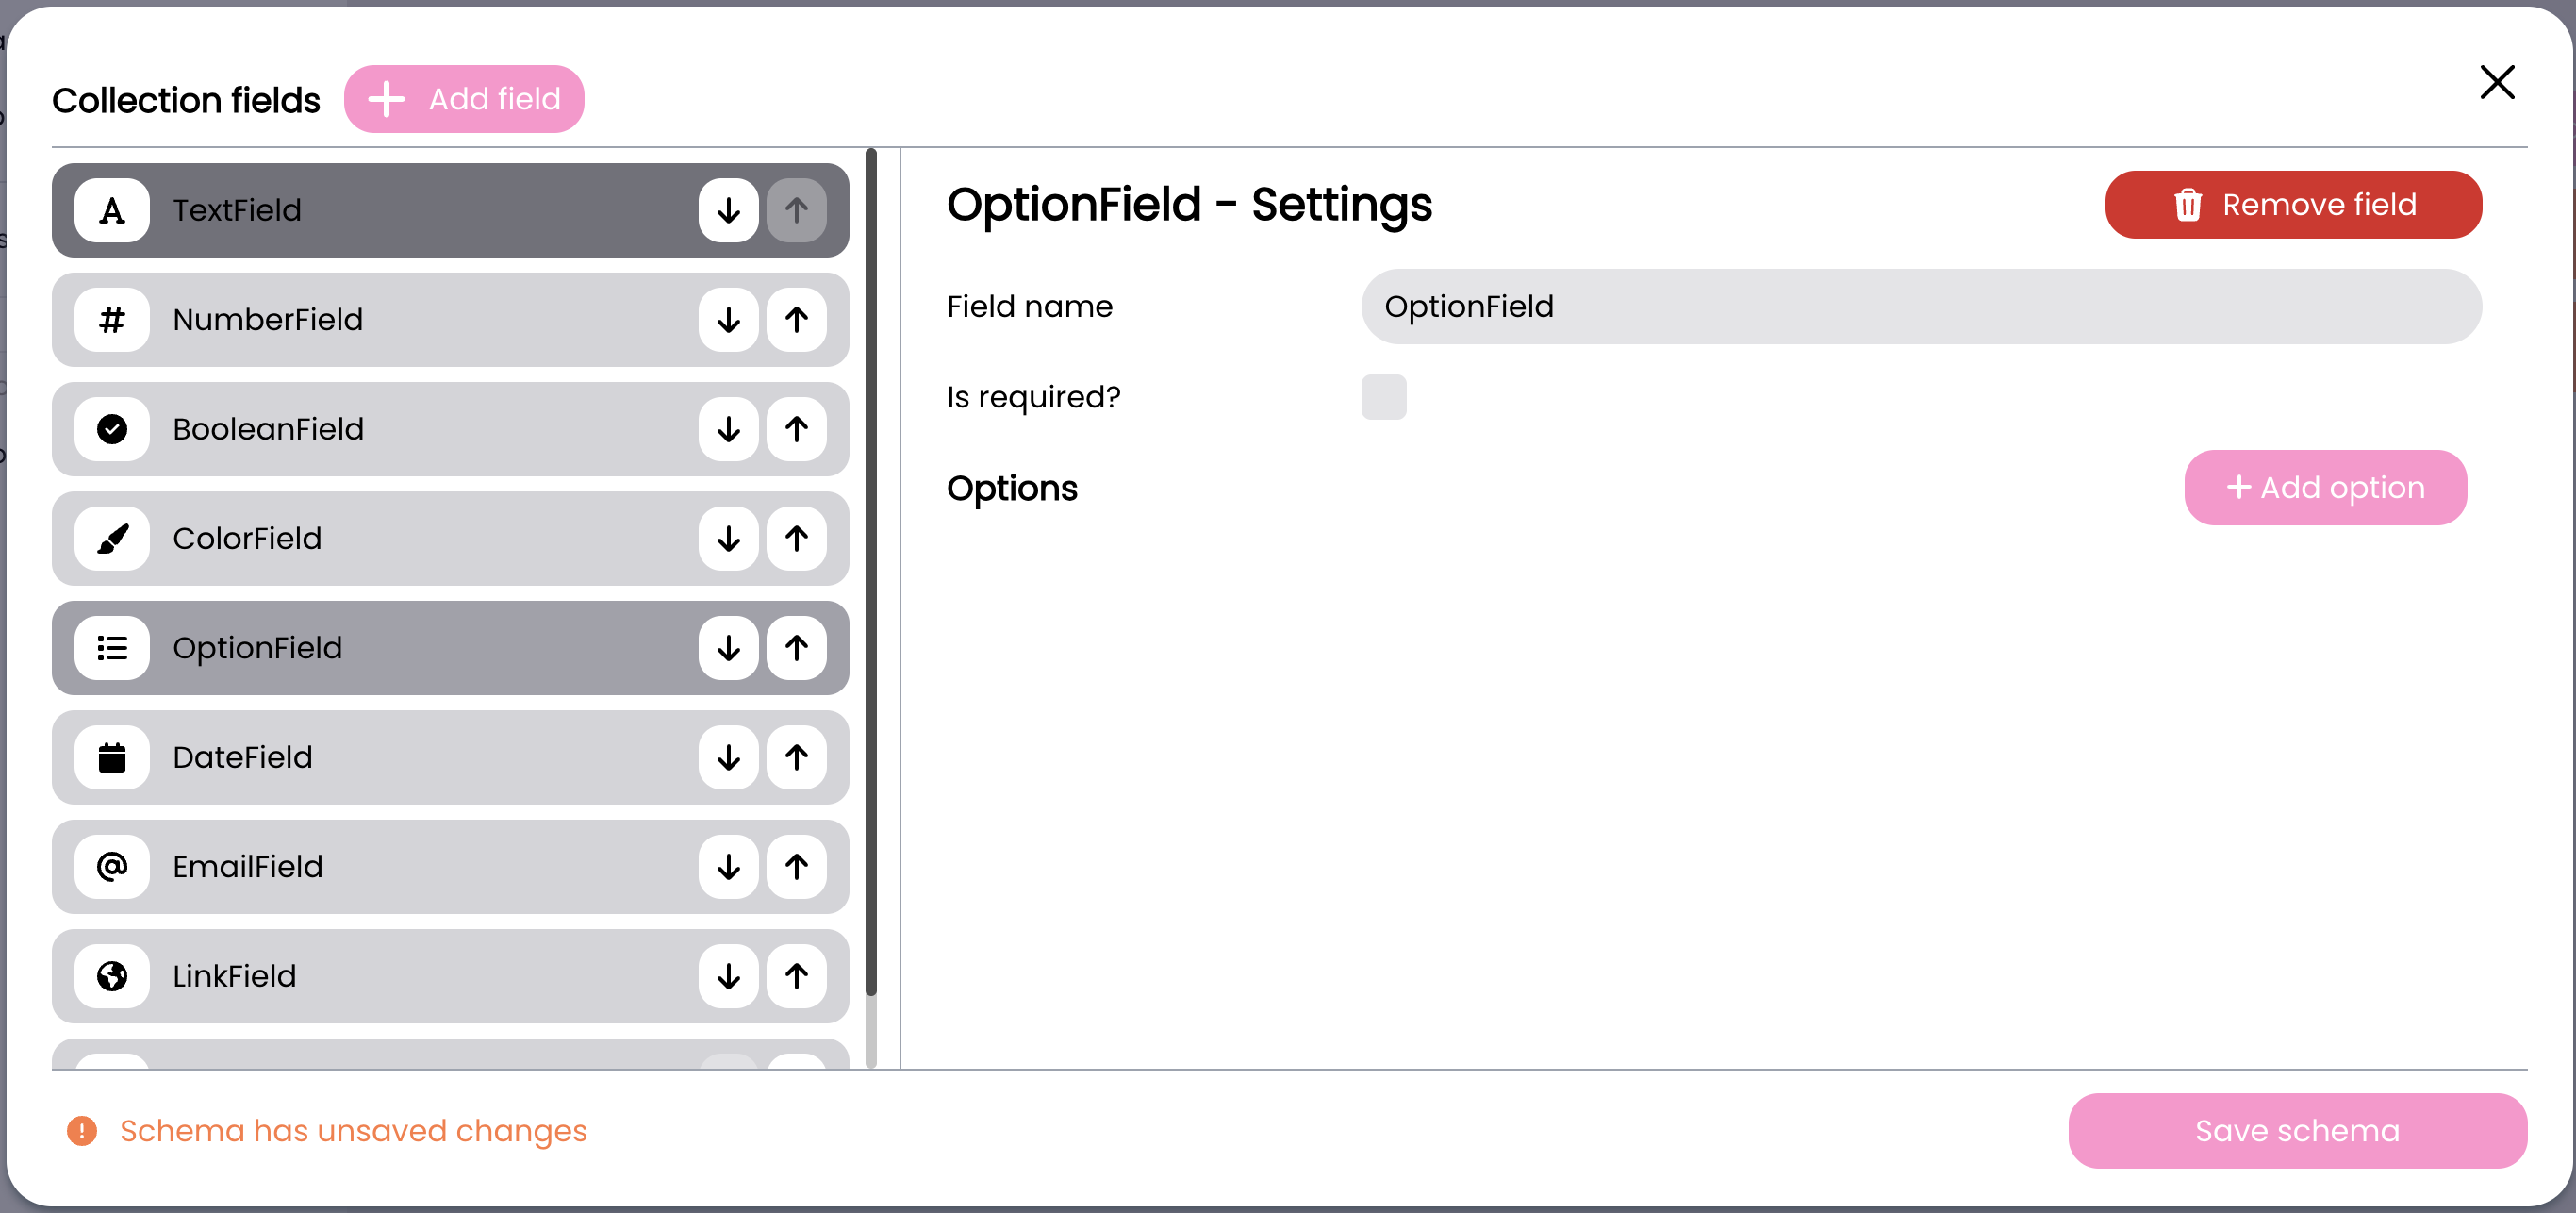 Collection fields
Add field
TextField
NumberField
BooleanField
ColorField
OptionField
DateField
EmailField
LinkField
OptionField - Settings
Remove field
Field name
OptionField
Is required?
Options
Add option
Schema has unsaved changes
Save schema